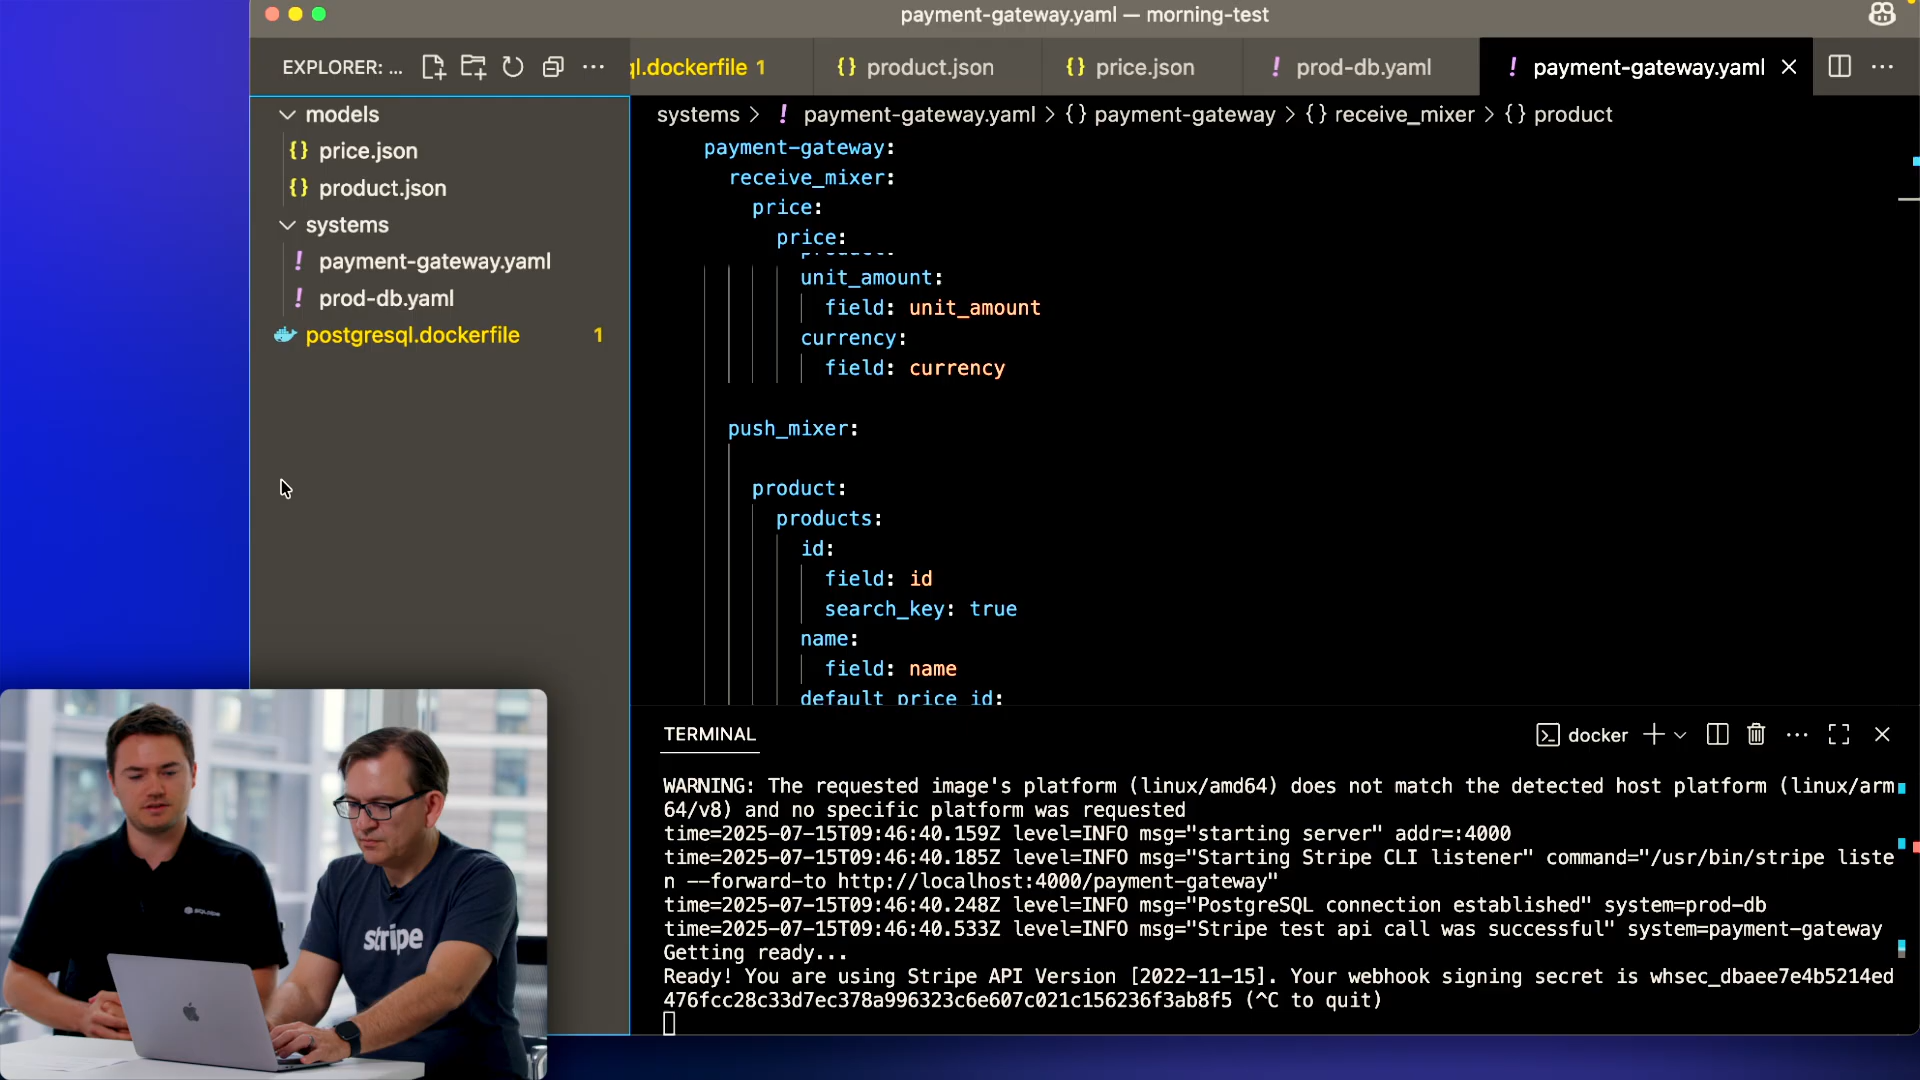 payment-gateway.yaml — morning-test
EXPLORER: ...
ql.dockerfile 1
{} product.json
{} price.json
! prod-db.yaml
! payment-gateway.yaml
models
{} price.json
{} product.json
systems
! payment-gateway.yaml
! prod-db.yaml
postgresql.dockerfile 1
systems > ! payment-gateway.yaml > {} payment-gateway > {} receive_mixer > {} product
payment-gateway:
receive_mixer:
price:
price:
unit_amount:
field: unit_amount
currency:
field: currency
push_mixer:
product:
products:
id:
field: id
search_key: true
name:
field: name
default_price_id:
TERMINAL
docker
WARNING: The requested image's platform (linux/amd64) does not match the detected host platform (linux/arm
64/v8) and no specific platform was requested
time=2025-07-15T09:46:40.159Z level=INFO msg="starting server" addr=:4000
time=2025-07-15T09:46:40.185Z level=INFO msg="Starting Stripe CLI listener" command="/usr/bin/stripe liste
n --forward-to http://localhost:4000/payment-gateway"
time=2025-07-15T09:46:40.248Z level=INFO msg="PostgreSQL connection established" system=prod-db
time=2025-07-15T09:46:40.533Z level=INFO msg="Stripe test api call was successful" system=payment-gateway
Getting ready...
Ready! You are using Stripe API Version [2022-11-15]. Your webhook signing secret is whsec_dbaee7e4b5214ed
476fcc28c33d7ec378a996323c6e607c021c156236f3ab8f5 (^C to quit)
stripe